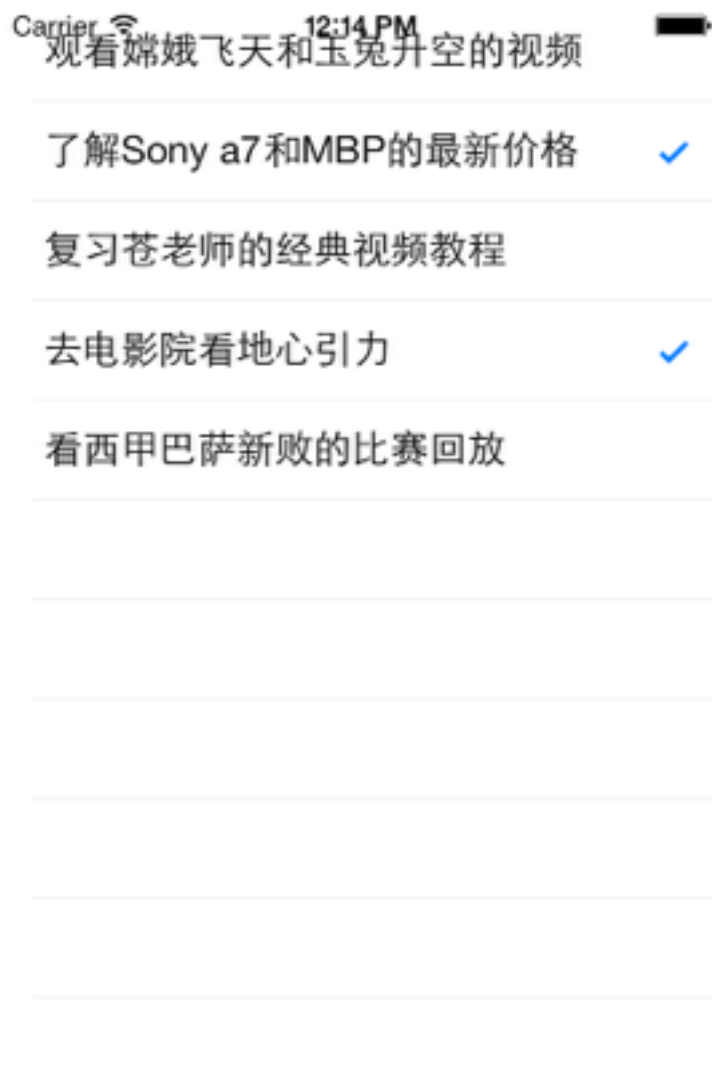 Carrier 12:14 PM
观看嫦娥飞天和玉兔升空的视频
了解Sony a7和MBP的最新价格
复习苍老师的经典视频教程
去电影院看地心引力
看西甲巴萨新败的比赛回放